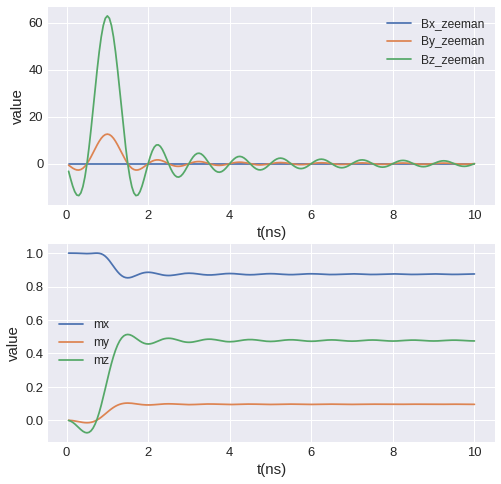 60
40
20
0
value
Bx_zeeman
By_zeeman
Bz_zeeman
0 2 4 6 8 10
t(ns)
1.0
0.8
0.6
0.4
0.2
0.0
value
mx
my
mz
0 2 4 6 8 10
t(ns)